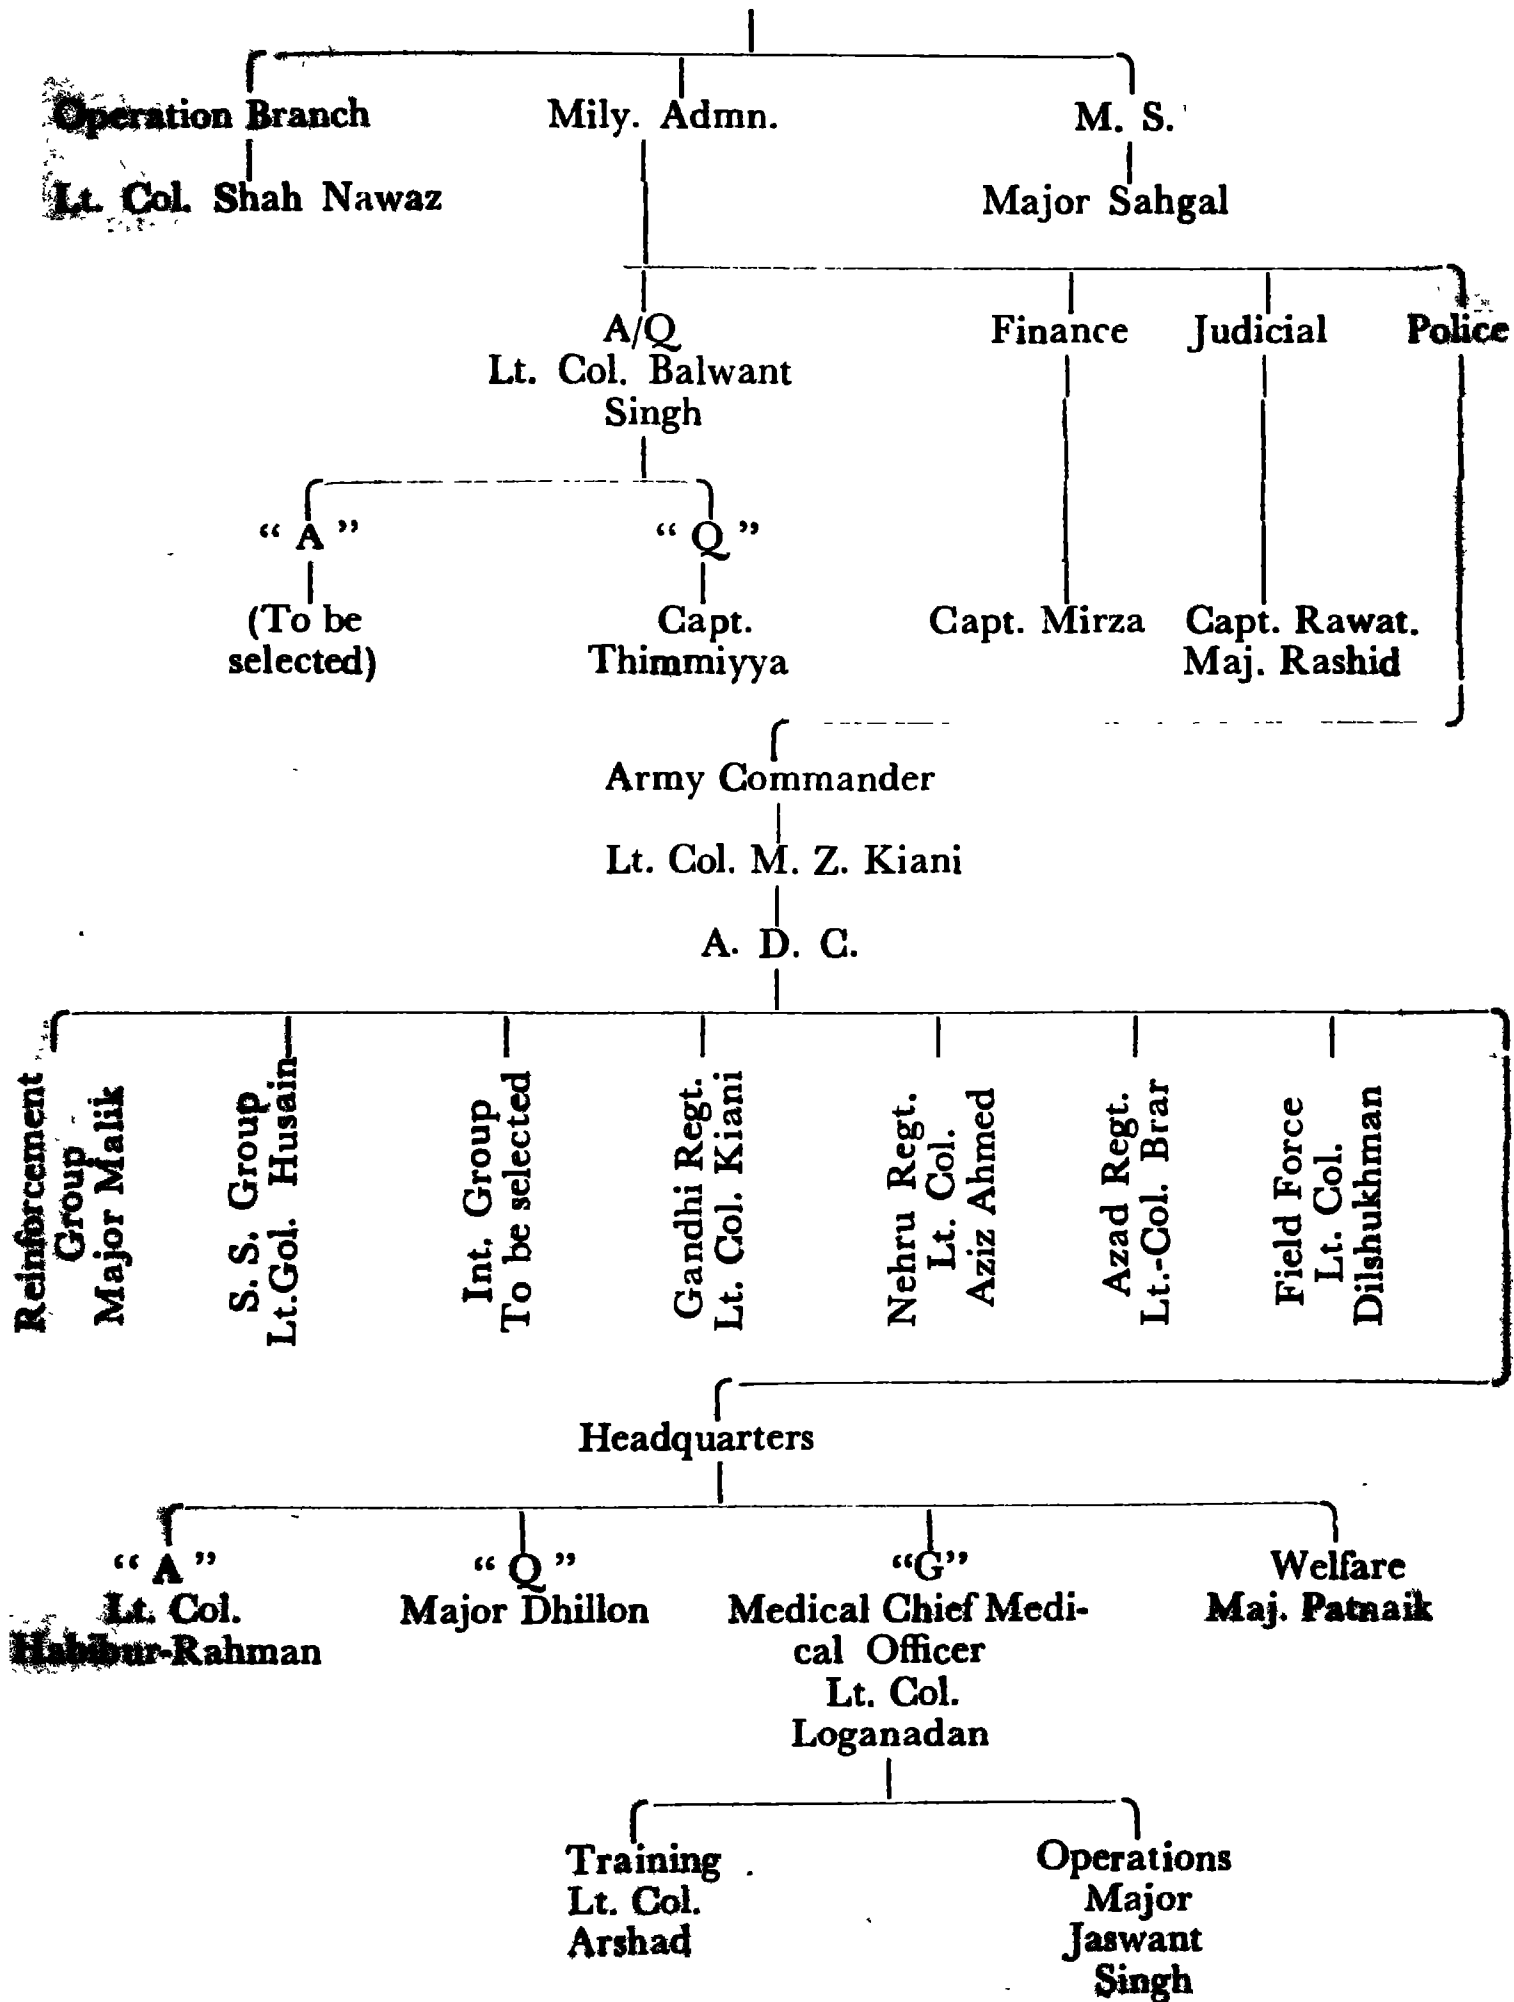 Operation Branch
Mily. Admn.
M. S.
Lt. Col. Shah Nawaz
Major Sahgal
A/Q
Lt. Col. Balwant
Singh
Finance
Judicial
Police
"A"
(To be
selected)
"Q"
Capt.
Thimmiyya
Capt. Mirza
Capt. Rawat.
Maj. Rashid
Army Commander
Lt. Col. M. Z. Kiani
A. D. C.
Reinforcement
Group
Major Malik
S. S. Group
Lt.Gol. Husain
Int. Group
To be selected
Gandhi Regt.
Lt. Col. Kiani
Nehru Regt.
Lt. Col.
Aziz Ahmed
Azad Regt.
Lt.-Col. Brar
Field Force
Lt. Col.
Dilshukhman
Headquarters
"A"
Lt. Col.
Habibur-Rahman
"Q"
Major Dhillon
"G"
Medical Chief Medi-
cal Officer
Lt. Col.
Loganadan
Welfare
Maj. Patnaik
Training
Lt. Col.
Arshad
Operations
Major
Jaswant
Singh